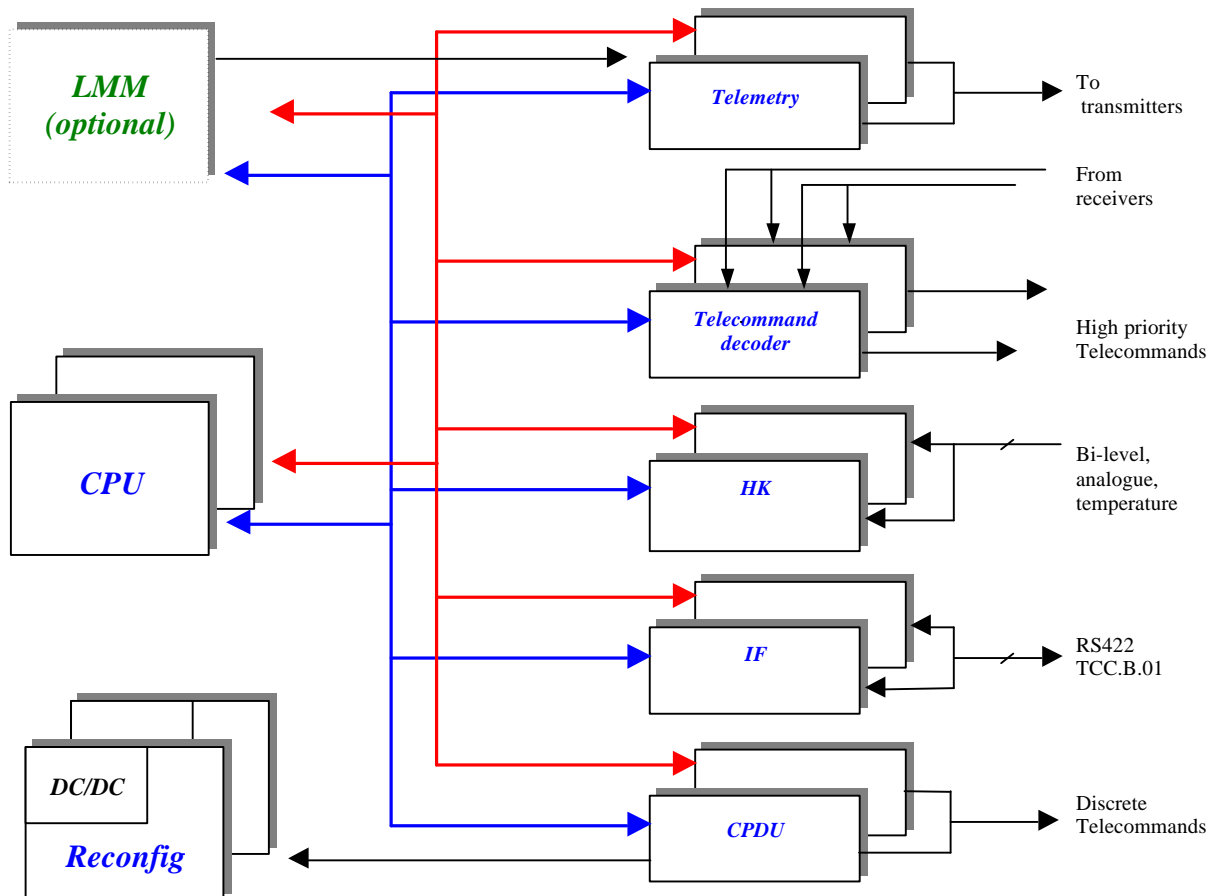 LMM
(optional)
Telemetry
To
transmitters
From
receivers
Telecommand
decoder
High priority
Telecommands
CPU
HK
Bi-level,
analogue,
temperature
IF
RS422
TCC.B.01
DC/DC
Reconfig
CPDU
Discrete
Telecommands